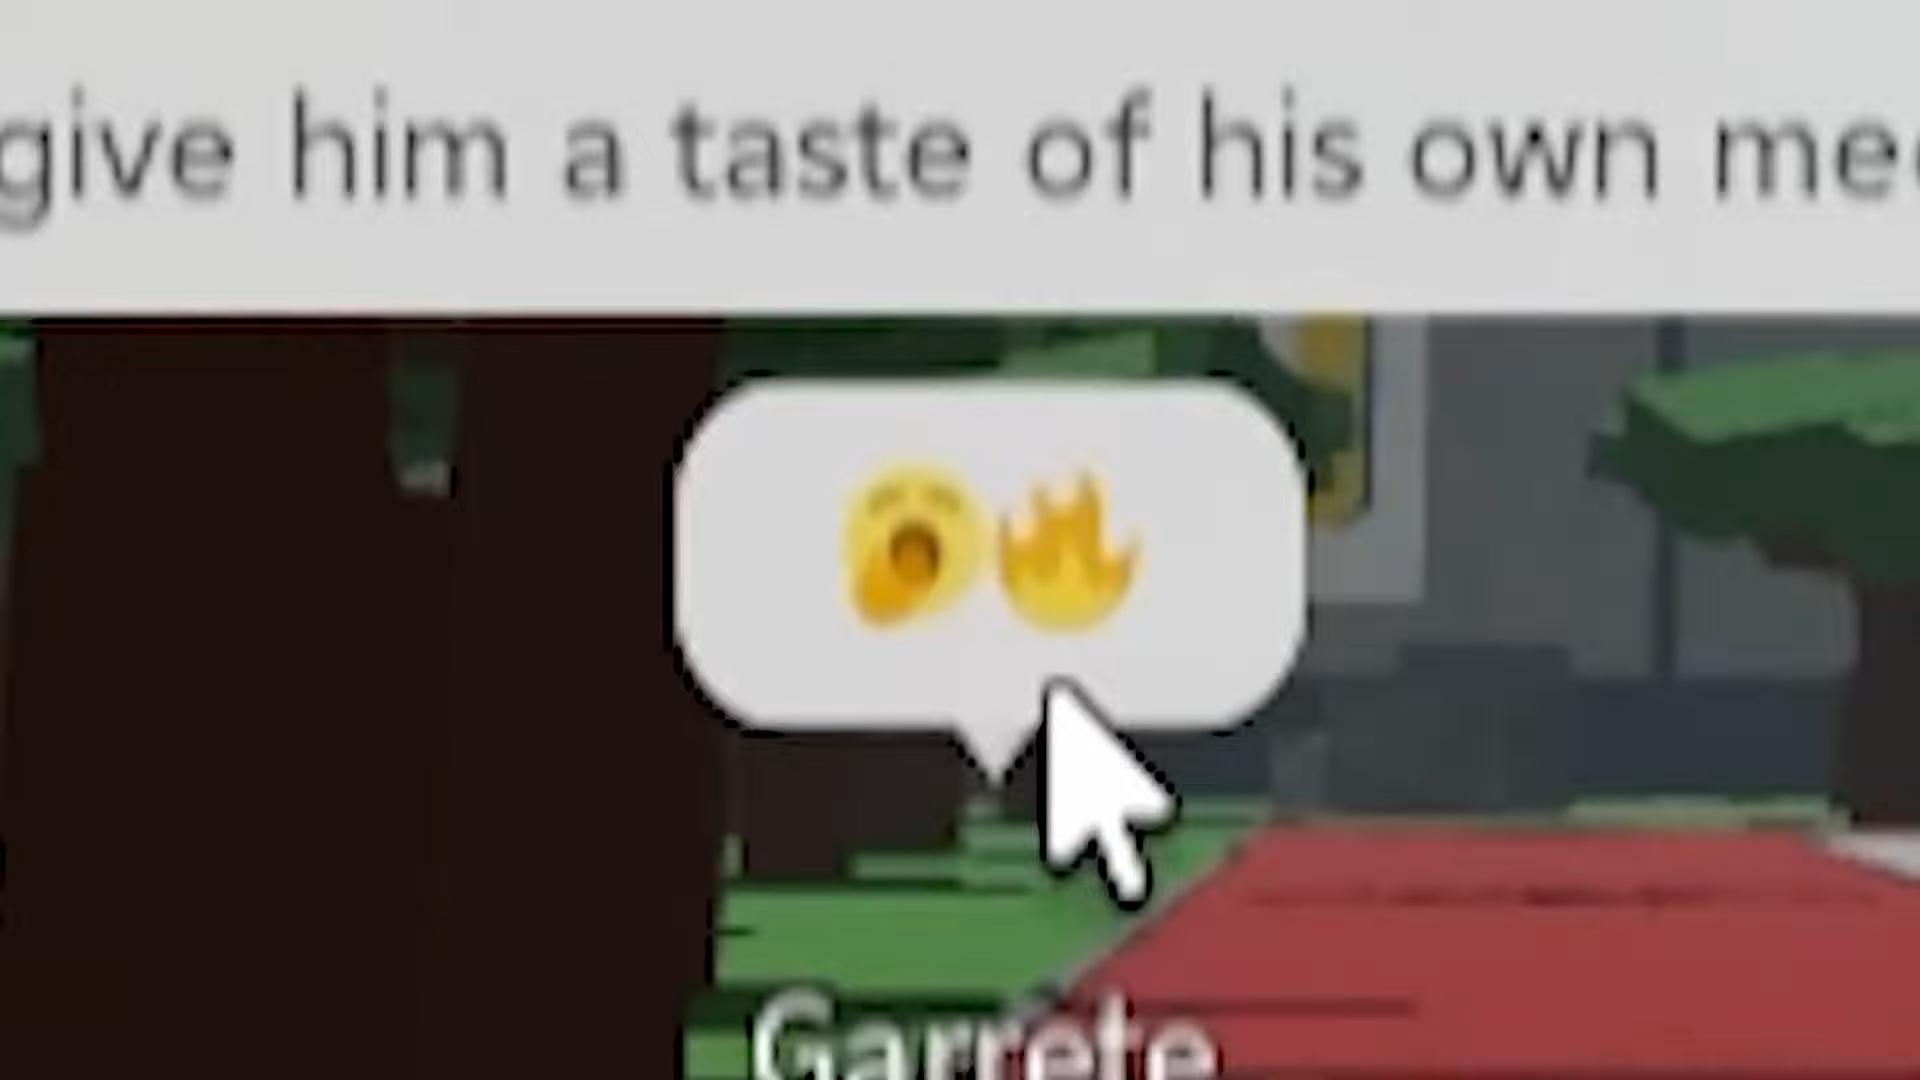 give him a taste of his own me
🥱🔥
Garrete